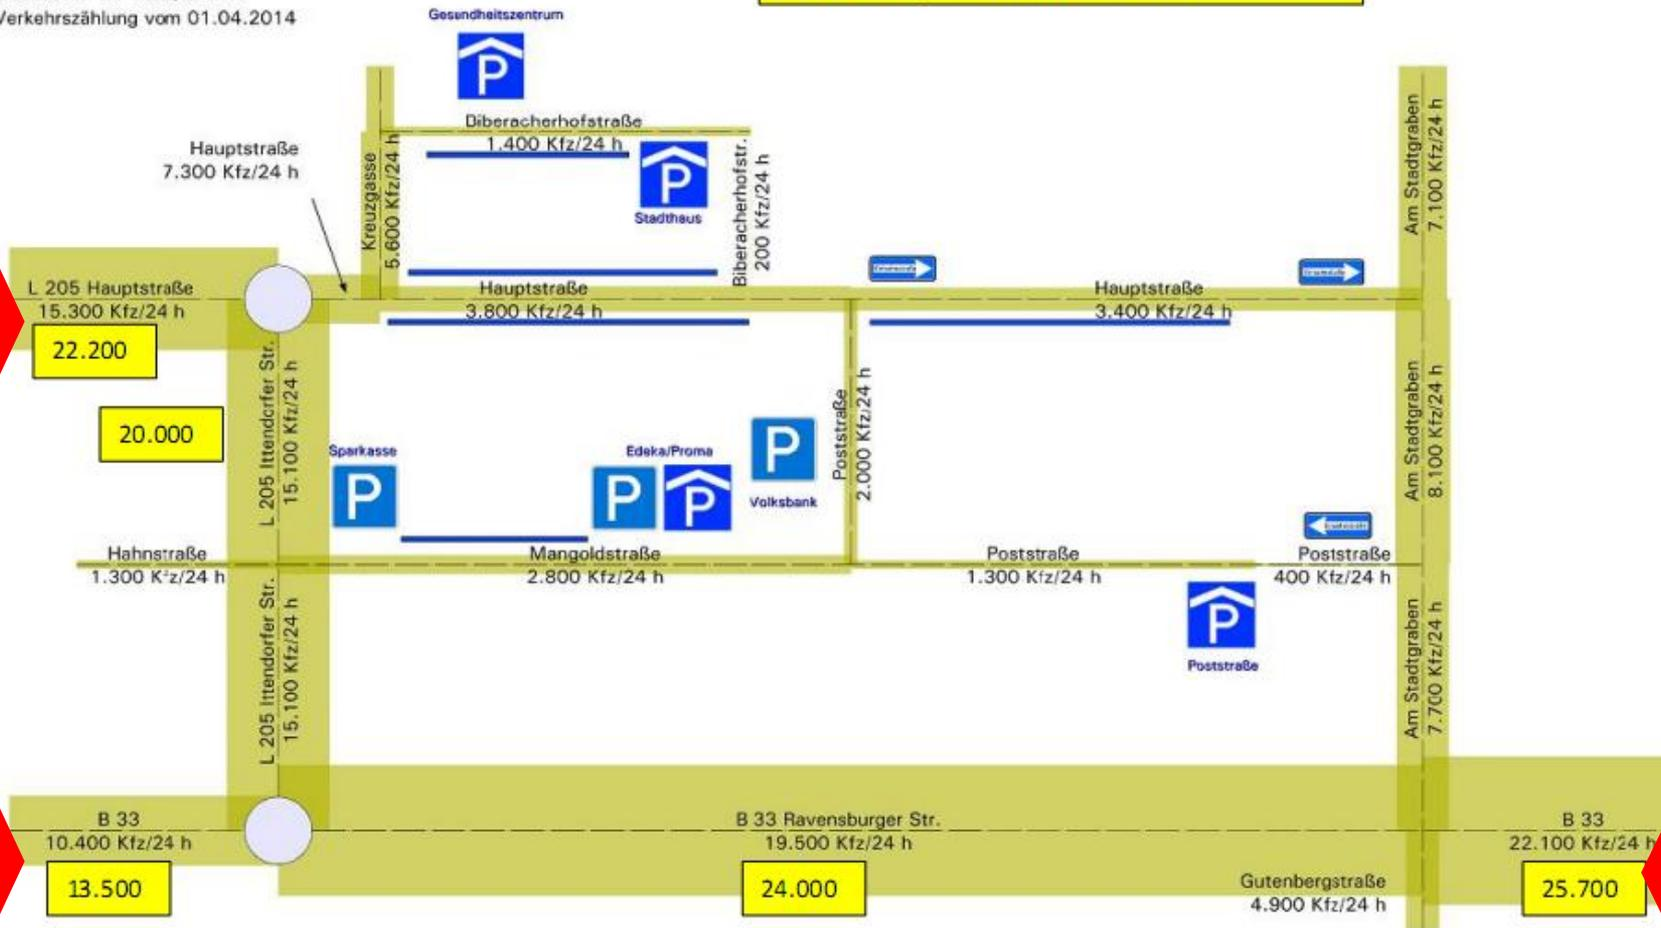 Verkehrszählung vom 01.04.2014
Gesundheitszentrum
P
Biberacherhofstraße
1.400 Kfz/24 h
Hauptstraße
7.300 Kfz/24 h
Kreuzgasse
5.600 Kfz/24 h
P
Stadthaus
Biberacherhofstr.
200 Kfz/24 h
Am Stadtgraben
7.100 Kfz/24 h
L 205 Hauptstraße
15.300 Kfz/24 h
22.200
Hauptstraße
3.800 Kfz/24 h
Hauptstraße
3.400 Kfz/24 h
20.000
L 205 Ittendorfer Str.
15.100 Kfz/24 h
Sparkasse
P
Edeka/Proma
P
P
P
Volksbank
Poststraße
2.000 Kfz/24 h
Am Stadtgraben
8.100 Kfz/24 h
Hahnstraße
1.300 Kfz/24 h
Mangoldstraße
2.800 Kfz/24 h
Poststraße
1.300 Kfz/24 h
Poststraße
400 Kfz/24 h
P
Poststraße
L 205 Ittendorfer Str.
15.100 Kfz/24 h
Am Stadtgraben
7.700 Kfz/24 h
B 33
10.400 Kfz/24 h
13.500
B 33 Ravensburger Str.
19.500 Kfz/24 h
24.000
Gutenbergstraße
4.900 Kfz/24 h
B 33
22.100 Kfz/24 h
25.700